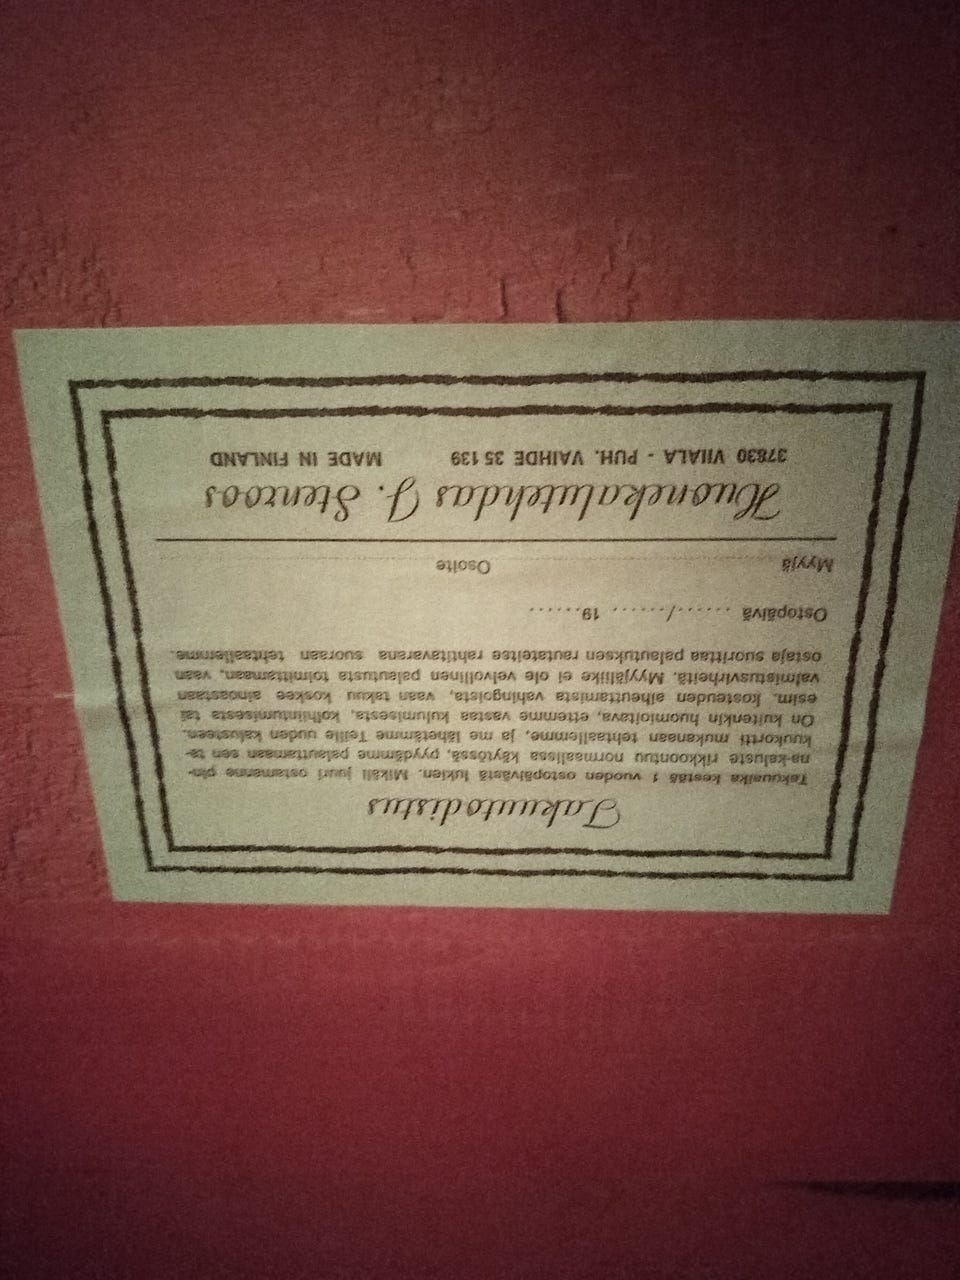 Takuutodistus
Takuuaika kestää 1 vuoden ostopäivästä lukien. Mikäli juuri ostamanne pin-
na-kaluste rikkoontuu normaalissa käytössä, pyydämme palauttamaan sen ta-
kuukortti mukanaan tehtaallemme, ja me lähetämme Teille uuden kalusteen.
On kuitenkin huomioitava, ettemme vastaa kulumisesta, kolhiintumisesta tai
esim. kosteuden aiheuttamista vahingoista, vaan takuu koskee ainoastaan
valmistusvirheitä. Myyjäliike ei ole velvollinen palautusta toimittamaan, vaan
ostaja suorittaa palautuksen rautateitse rahtitavarana suoraan tehtaallemme.
Ostopäivä ....../...... 19......
Myyjä Osoite
Huonekalutehdas J. Stenroos
37830 VIIALA - PUH. VAIHDE 35 139 MADE IN FINLAND